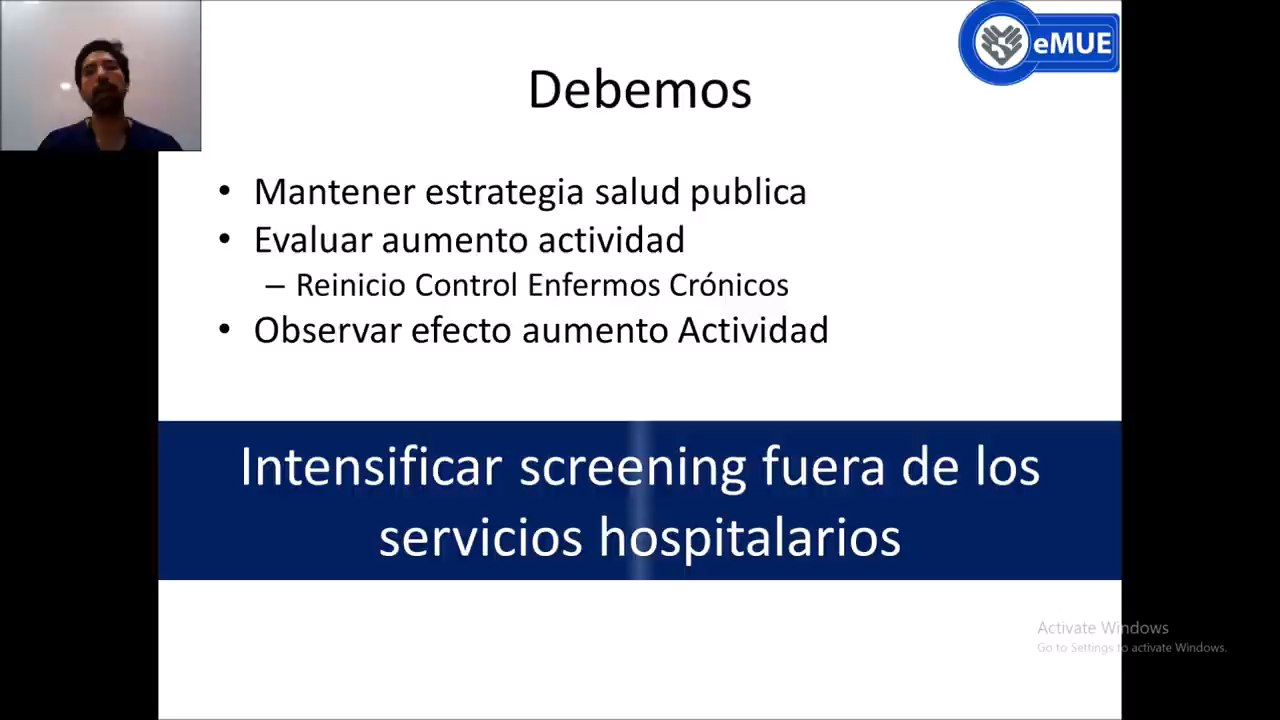 eMUE
Debemos
• Mantener estrategia salud publica
• Evaluar aumento actividad
– Reinicio Control Enfermos Crónicos
• Observar efecto aumento Actividad
Intensificar screening fuera de los
servicios hospitalarios
Activate Windows
Go to Settings to activate Windows.